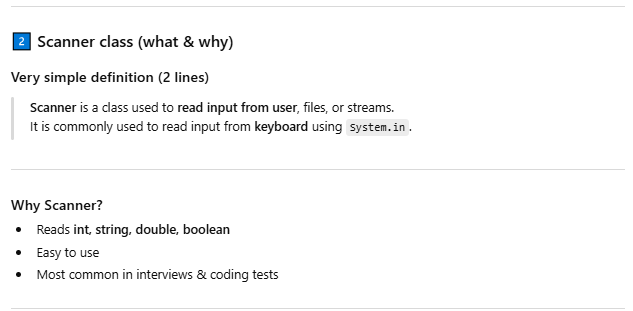 2 Scanner class (what & why)
Very simple definition (2 lines)
Scanner is a class used to read input from user, files, or streams.
It is commonly used to read input from keyboard using System.in.
Why Scanner?
• Reads int, string, double, boolean
• Easy to use
• Most common in interviews & coding tests